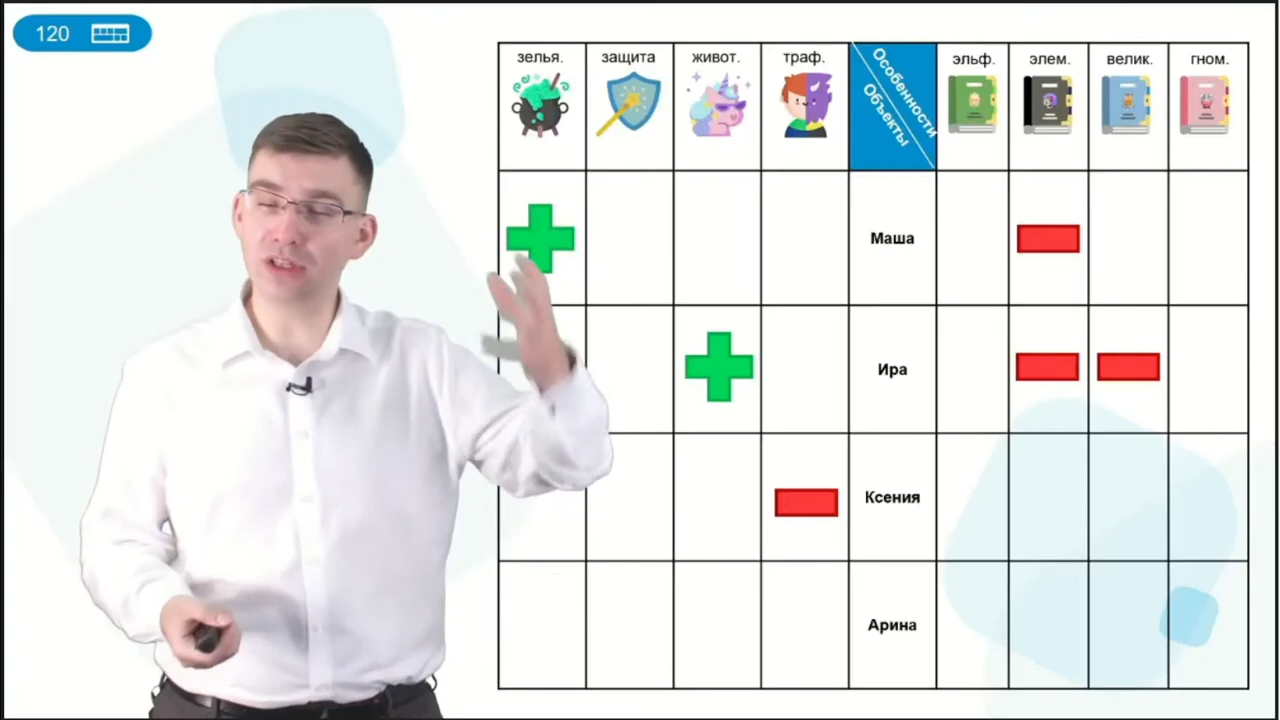 120
зелья.
защита
живот.
траф.
Особенности
Объекты
эльф.
элем.
велик.
гном.
Маша
Ира
Ксения
Арина